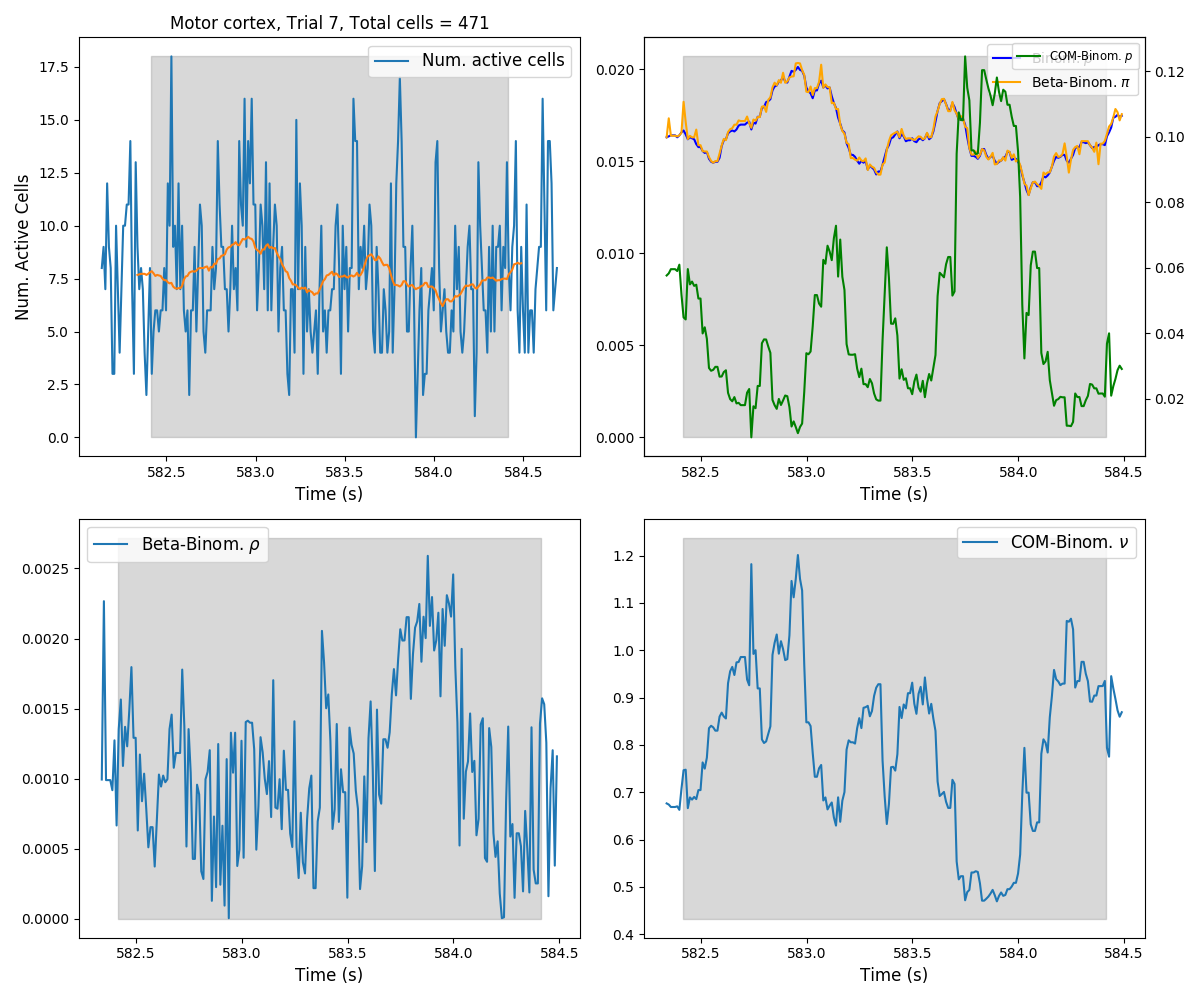 Motor cortex, Trial 7, Total cells = 471
Num. active cells
Num. Active Cells
17.5
15.0
12.5
10.0
7.5
5.0
2.5
0.0
582.5 583.0 583.5 584.0 584.5
Time (s)
COM-Binom. p
Beta-Binom. π
0.020
0.015
0.010
0.005
0.000
0.12
0.10
0.08
0.06
0.04
0.02
582.5 583.0 583.5 584.0 584.5
Time (s)
Beta-Binom. ρ
0.0025
0.0020
0.0015
0.0010
0.0005
0.0000
582.5 583.0 583.5 584.0 584.5
Time (s)
COM-Binom. ν
1.2
1.1
1.0
0.9
0.8
0.7
0.6
0.5
0.4
582.5 583.0 583.5 584.0 584.5
Time (s)